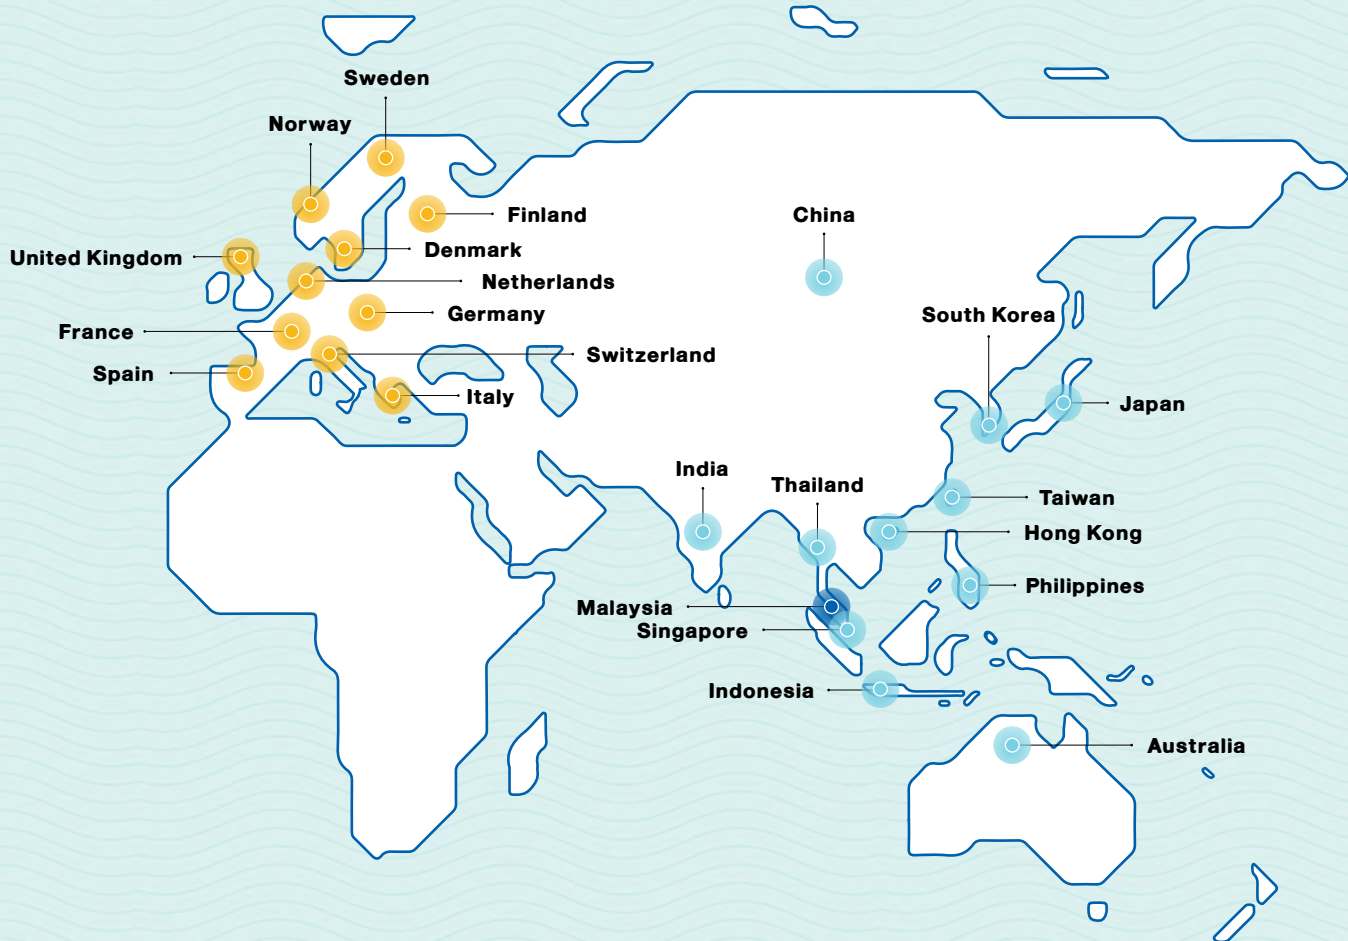 Sweden
Norway
Finland
China
Denmark
United Kingdom
Netherlands
Germany
South Korea
France
Switzerland
Spain
Italy
Japan
India
Thailand
Taiwan
Hong Kong
Philippines
Malaysia
Singapore
Indonesia
Australia